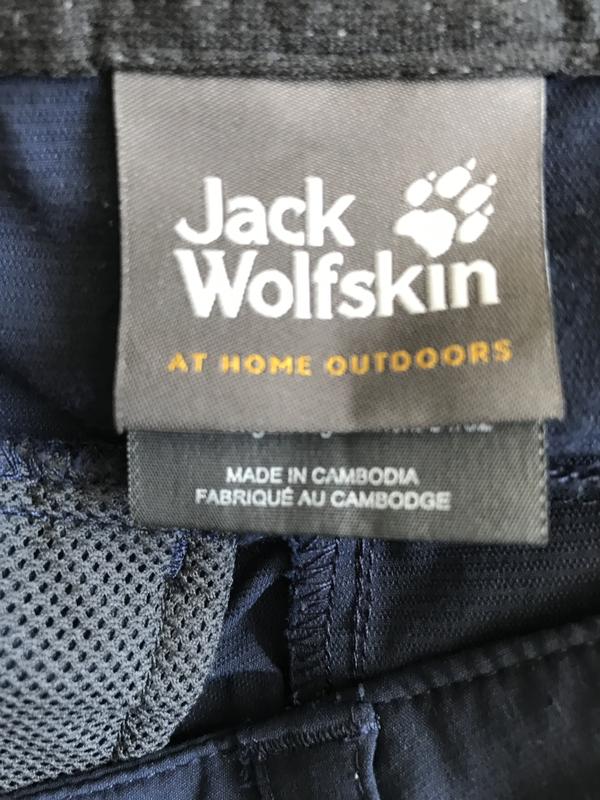 Jack
Wolfskin
AT HOME OUTDOORS
MADE IN CAMBODIA
FABRIQUÉ AU CAMBODGE